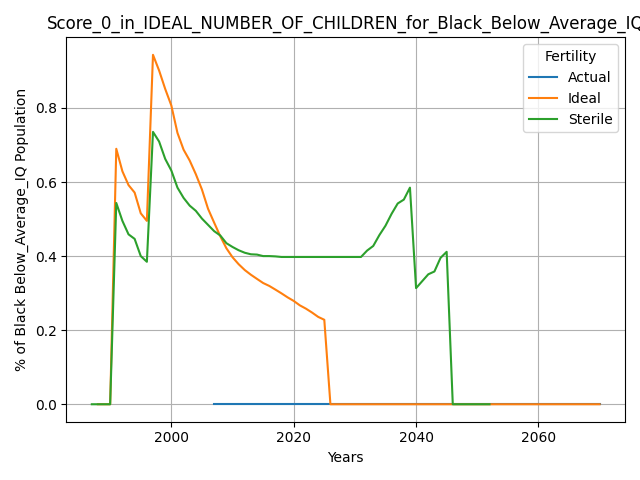 Score_0_in_IDEAL_NUMBER_OF_CHILDREN_for_Black_Below_Average_IQ
% of Black Below_Average_IQ Population
0.8
0.6
0.4
0.2
0.0
Fertility
Actual
Ideal
Sterile
2000
2020
2040
2060
Years